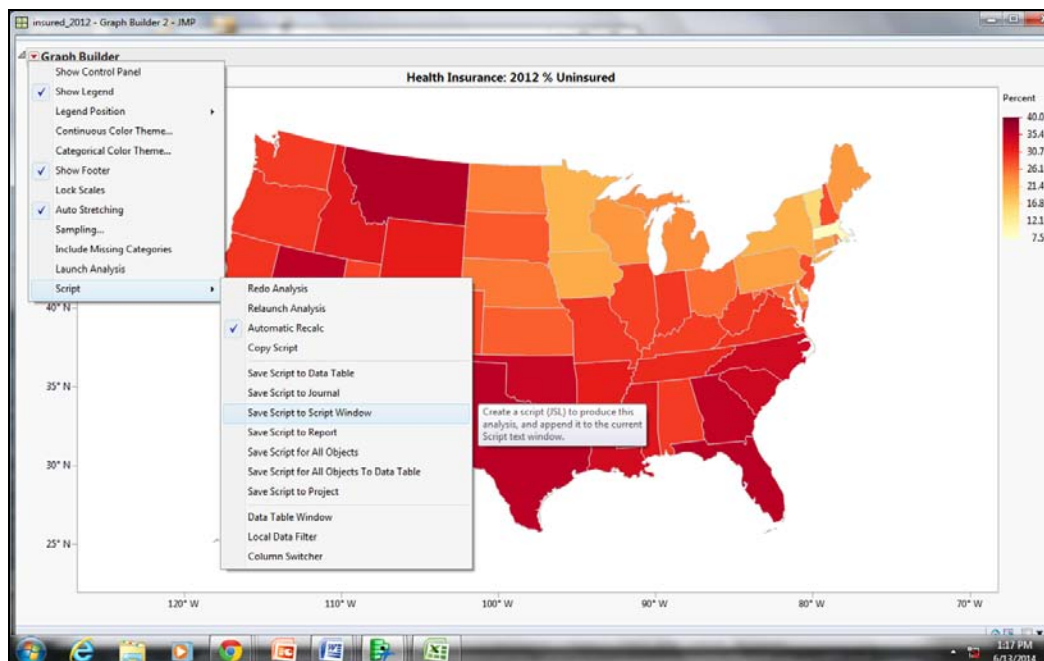 insured_2012 - Graph Builder 2 - JMP
Graph Builder
Health Insurance: 2012 % Uninsured
Show Control Panel
Show Legend
Legend Position
Continuous Color Theme...
Categorical Color Theme...
Show Footer
Lock Scales
Auto Stretching
Sampling...
Include Missing Categories
Launch Analysis
Script
Redo Analysis
Relaunch Analysis
Automatic Recalc
Copy Script
Save Script to Data Table
Save Script to Journal
Save Script to Script Window
Save Script to Report
Save Script for All Objects
Save Script for All Objects To Data Table
Save Script to Project
Data Table Window
Local Data Filter
Column Switcher
Create a script (JSL) to produce this
analysis, and append it to the current
Script text window.
Percent
40.0
35.4
30.7
26.1
21.4
16.8
12.1
7.5
40° N
35° N
30° N
25° N
120° W
110° W
100° W
90° W
80° W
70° W
1:17 PM
6/13/2014